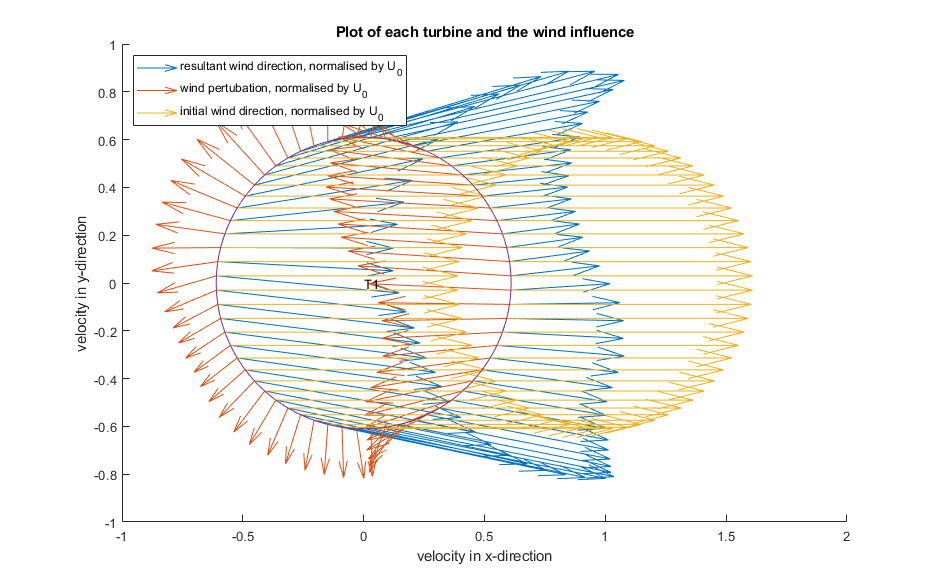 Plot of each turbine and the wind influence
resultant wind direction, normalised by U0
wind pertubation, normalised by U0
initial wind direction, normalised by U0
1
0.8
0.6
0.4
0.2
0
-0.2
-0.4
-0.6
-0.8
-1
velocity in y-direction
T1
-1
-0.5
0
0.5
1
1.5
2
velocity in x-direction